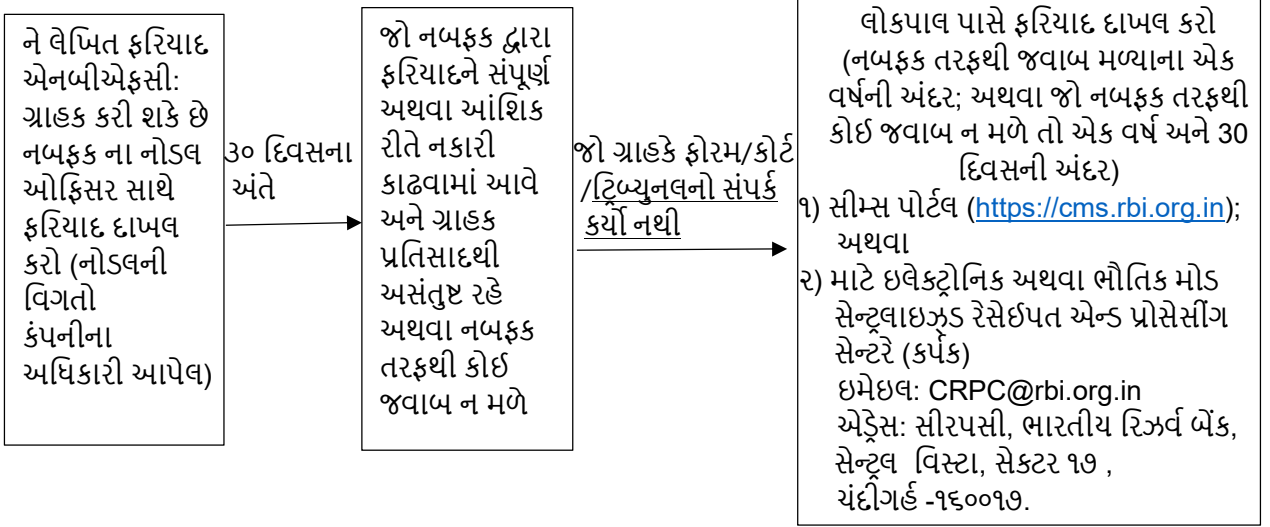 ને લેખિત ફરિયાદ
એનબીએફસી:
ગ્રાહક કરી શકે છે
નબફક ના નોડલ
ઓફિસર સાથે
ફરિયાદ દાખલ
કરો (નોડલની
વિગતો
કંપનીના
અધિકારી આપેલ)
૩૦ દિવસના
અંતે
જો નબફક દ્વારા
ફરિયાદને સંપૂર્ણ
અથવા આંશિક
રીતે નકારી
કાઢવામાં આવે
અને ગ્રાહક
પ્રતિસાદથી
અસંતુષ્ટ રહે
અથવા નબફક
તરફથી કોઈ
જવાબ ન મળે
જો ગ્રાહકે ફોરમ/કોર્ટ
/ટ્રિબ્યુનલનો સંપર્ક
કર્યો નથી
લોકપાલ પાસે ફરિયાદ દાખલ કરો
(નબફક તરફથી જવાબ મળ્યાના એક
વર્ષની અંદર; અથવા જો નબફક તરફથી
કોઈ જવાબ ન મળે તો એક વર્ષ અને 30
દિવસની અંદર)
૧) સીમ્સ પોર્ટલ (https://cms.rbi.org.in);
અથવા
૨) માટે ઇલેક્ટ્રોનિક અથવા ભૌતિક મોડ
સેન્ટ્રલાઇઝ્ડ રેસેઈપત એન્ડ પ્રોસેસીંગ
સેન્ટરે (કર્પક)
ઇમેઇલ: CRPC@rbi.org.in
એડ્રેસ: સીરપસી, ભારતીય રિઝર્વ બેંક,
સેન્ટ્રલ વિસ્ટા, સેકટર ૧૭ ,
ચંદીગર્હ -૧૬૦૦૧૭.